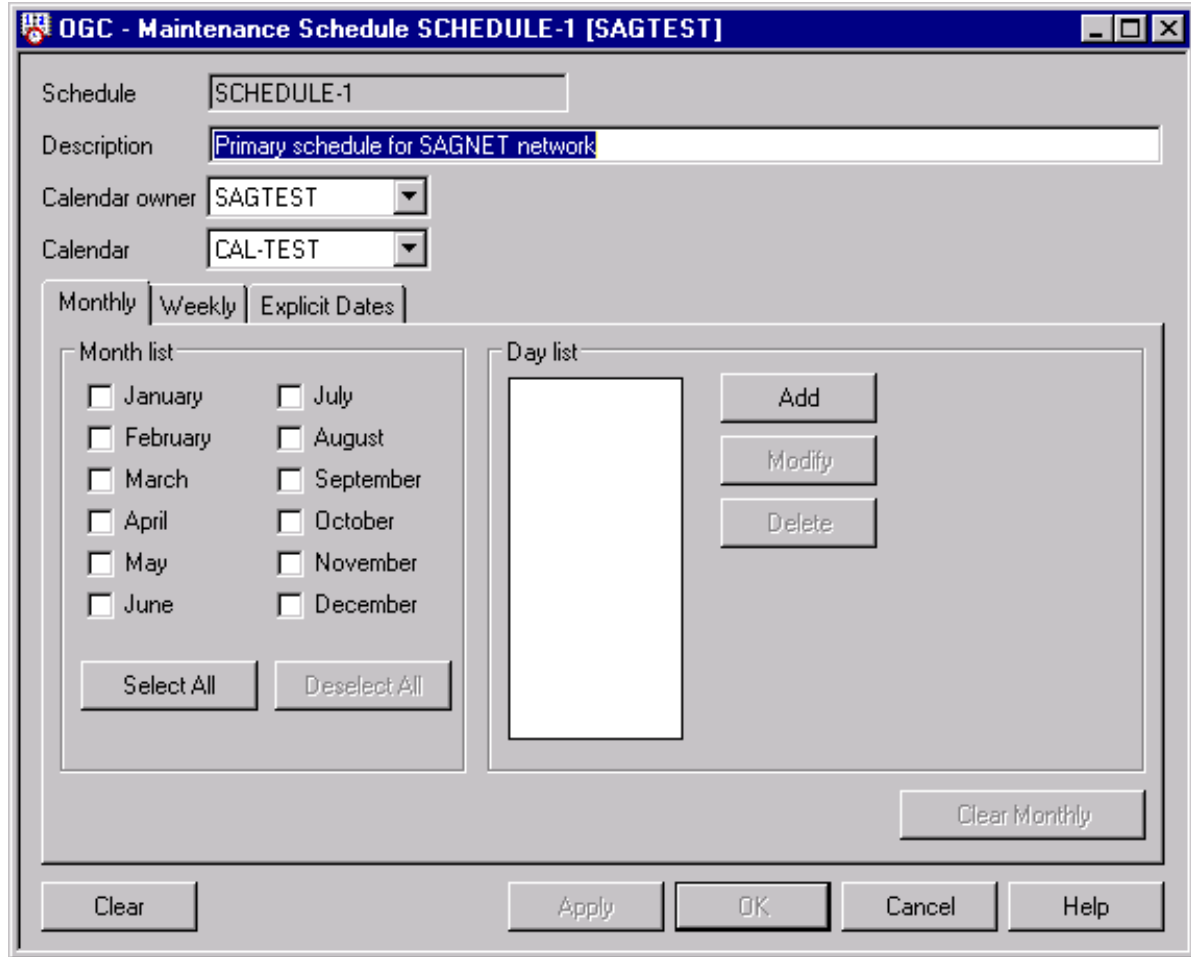 OGC - Maintenance Schedule SCHEDULE-1 [SAGTEST]
Schedule SCHEDULE-1
Description Primary schedule for SAGNET network
Calendar owner SAGTEST
Calendar CAL-TEST
Monthly Weekly Explicit Dates
Month list Day list
January July Add
February August Modify
March September Delete
April October
May November
June December
Select All Deselect All
Clear Monthly
Clear Apply OK Cancel Help